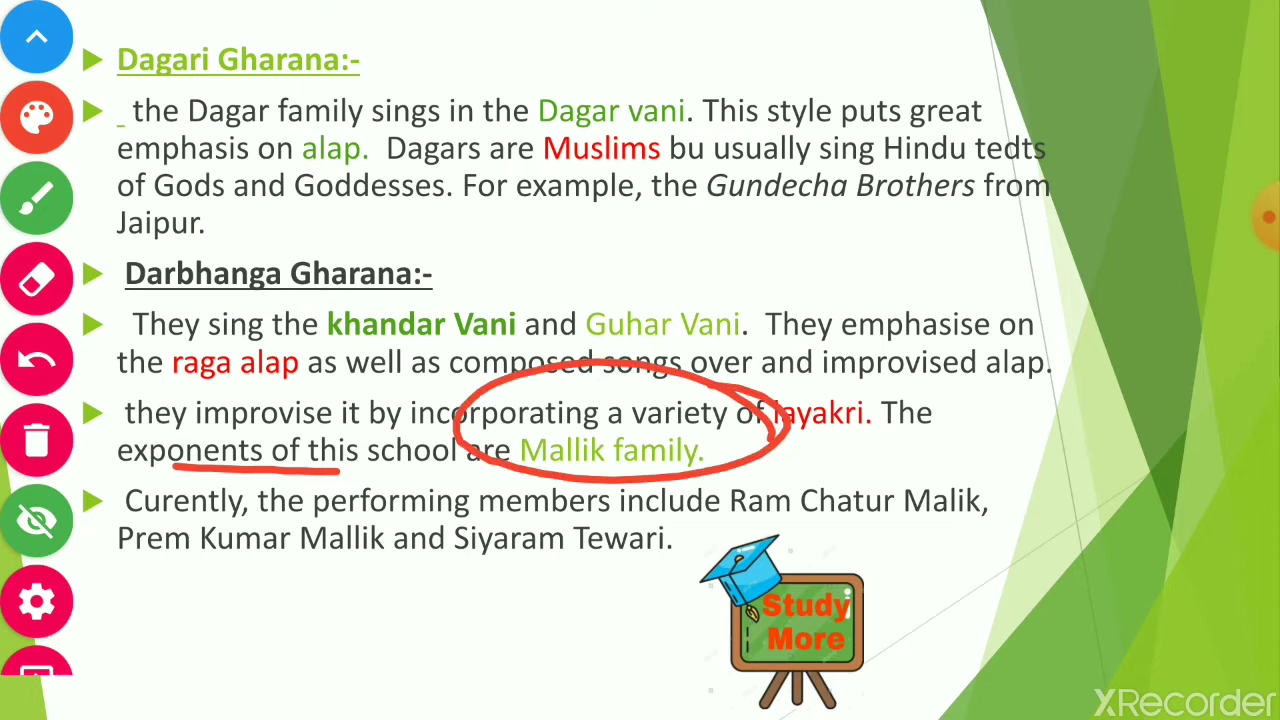 Dagari Gharana:-
the Dagar family sings in the Dagar vani. This style puts great
emphasis on alap. Dagars are Muslims bu usually sing Hindu tedts
of Gods and Goddesses. For example, the Gundecha Brothers from
Jaipur.
Darbhanga Gharana:-
They sing the khandar Vani and Guhar Vani. They emphasise on
the raga alap as well as composed songs over and improvised alap.
they improvise it by incorporating a variety of layakri. The
exponents of this school are Mallik family.
Curently, the performing members include Ram Chatur Malik,
Prem Kumar Mallik and Siyaram Tewari.
Study
More
XRecorder